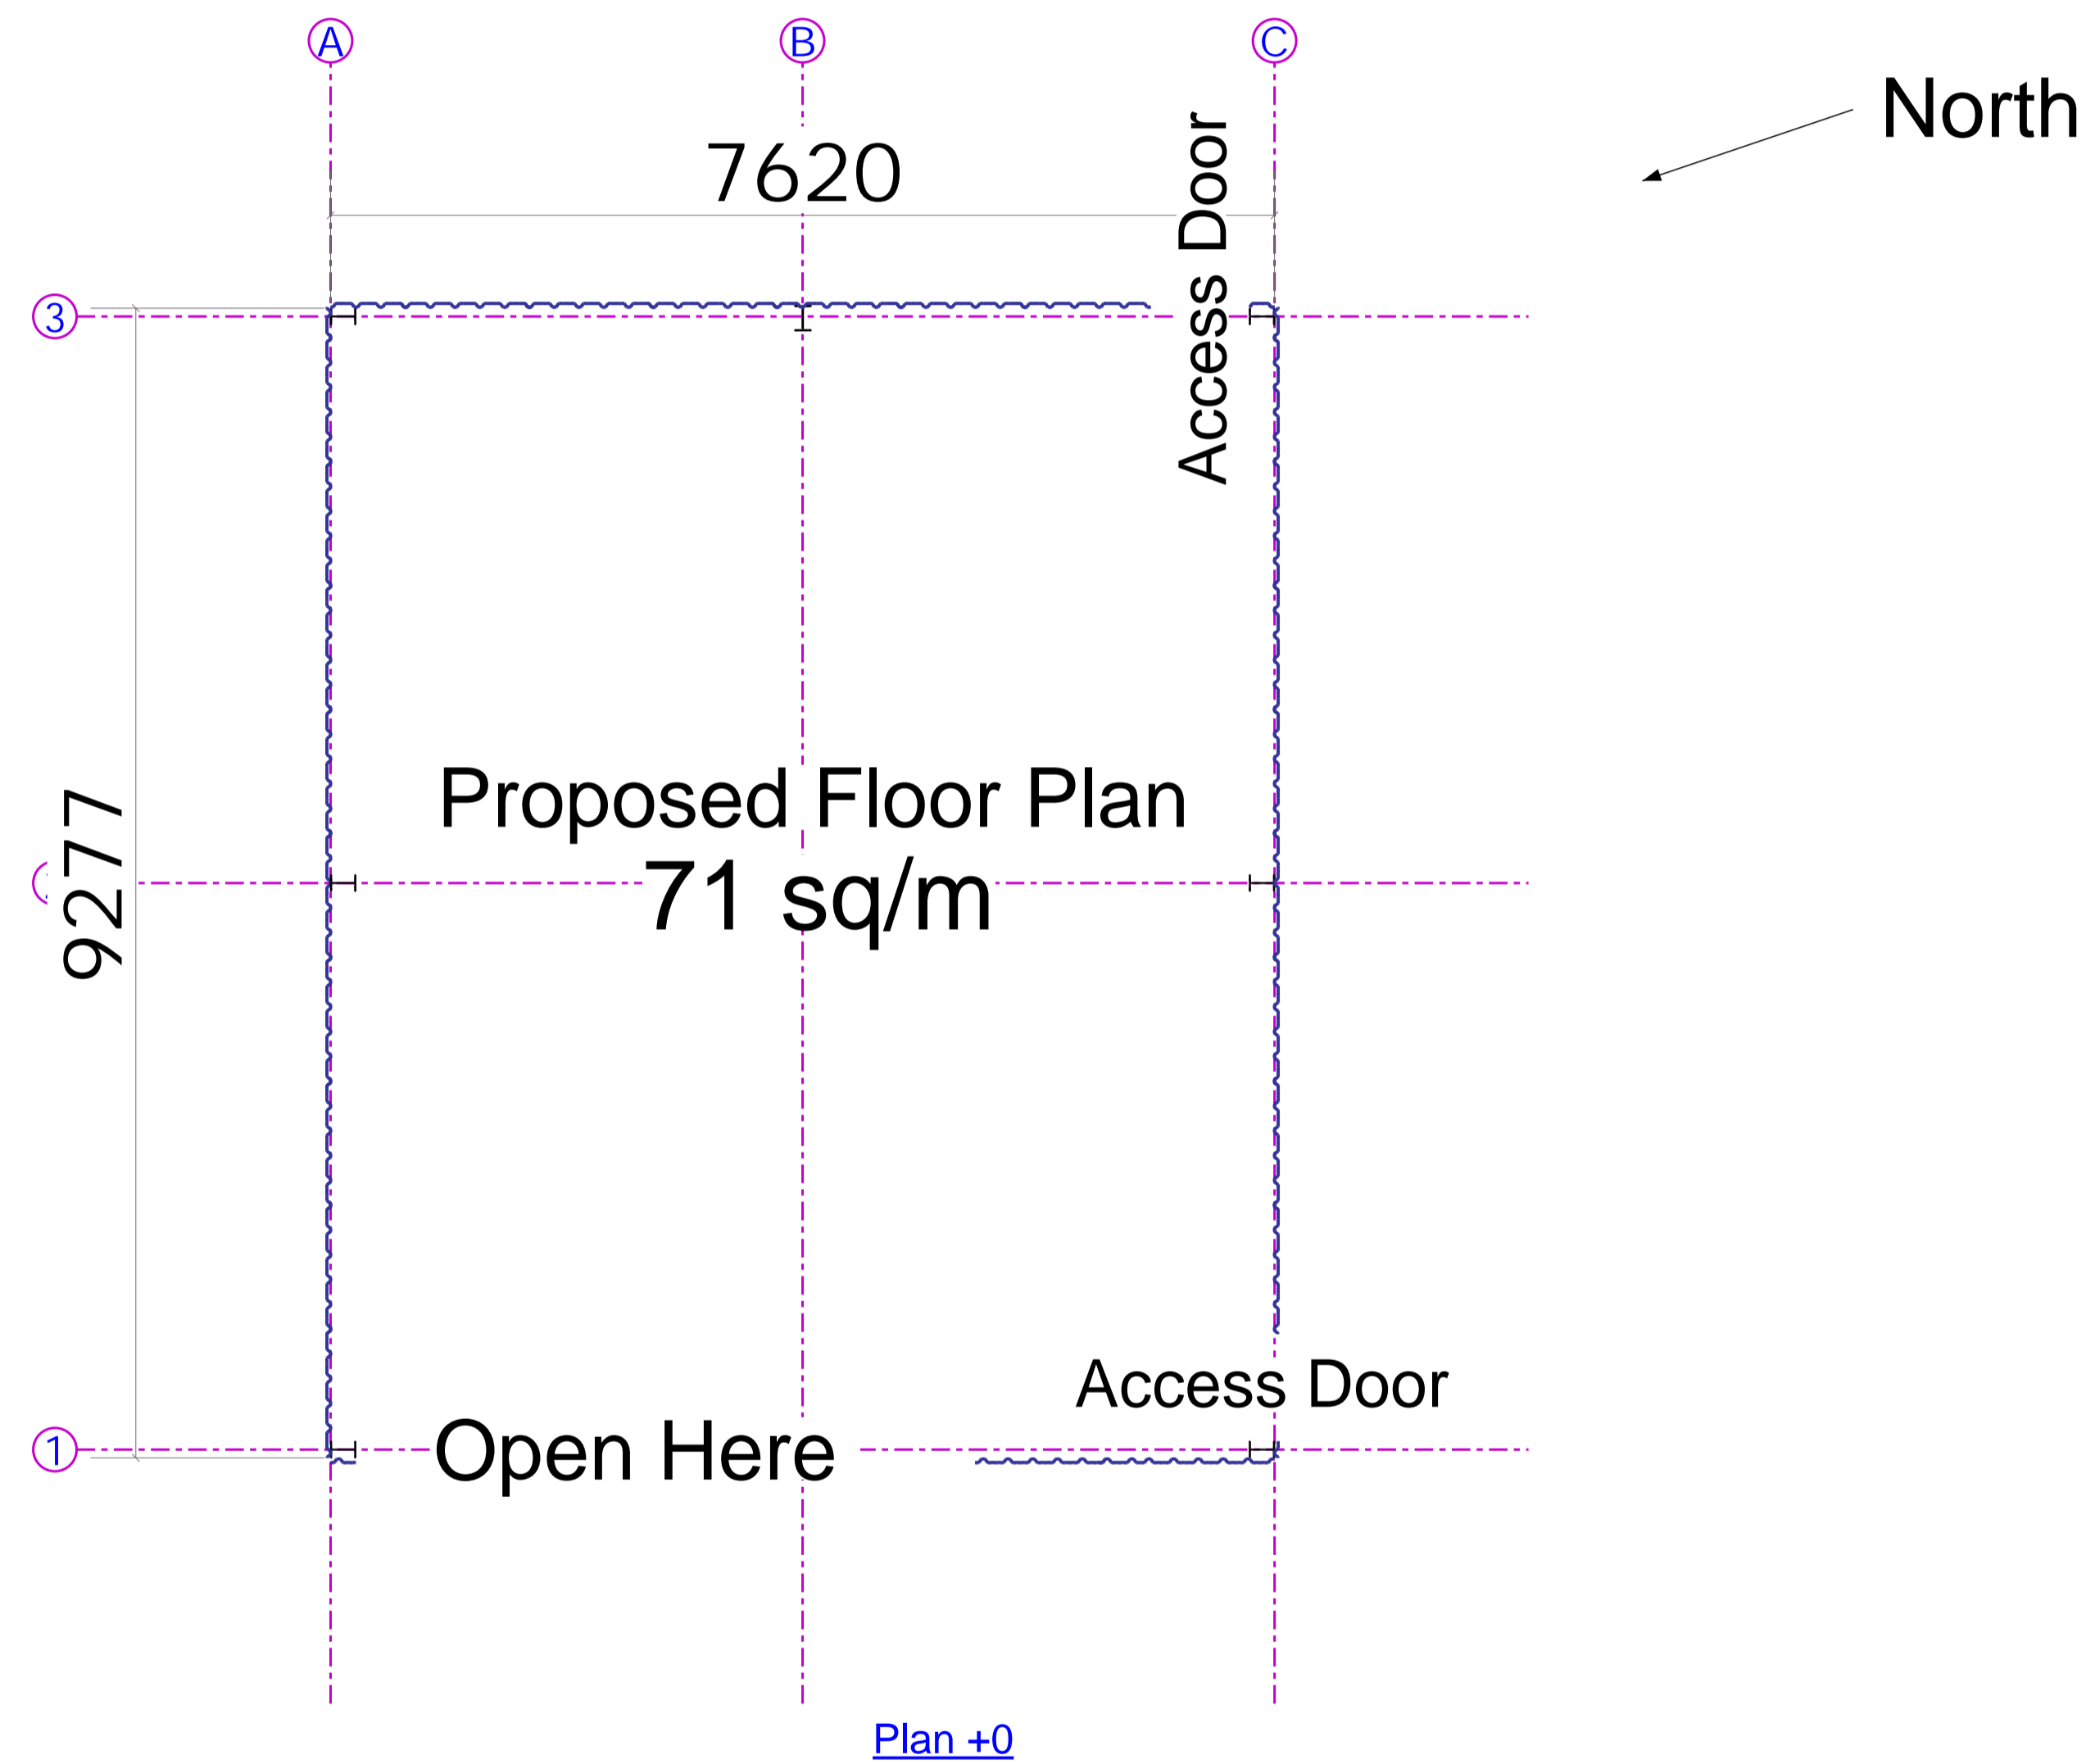 A
B
C
North
7620
Access Door
3
Proposed Floor Plan
71 sq/m
9277
Access Door
Open Here
1
Plan +0